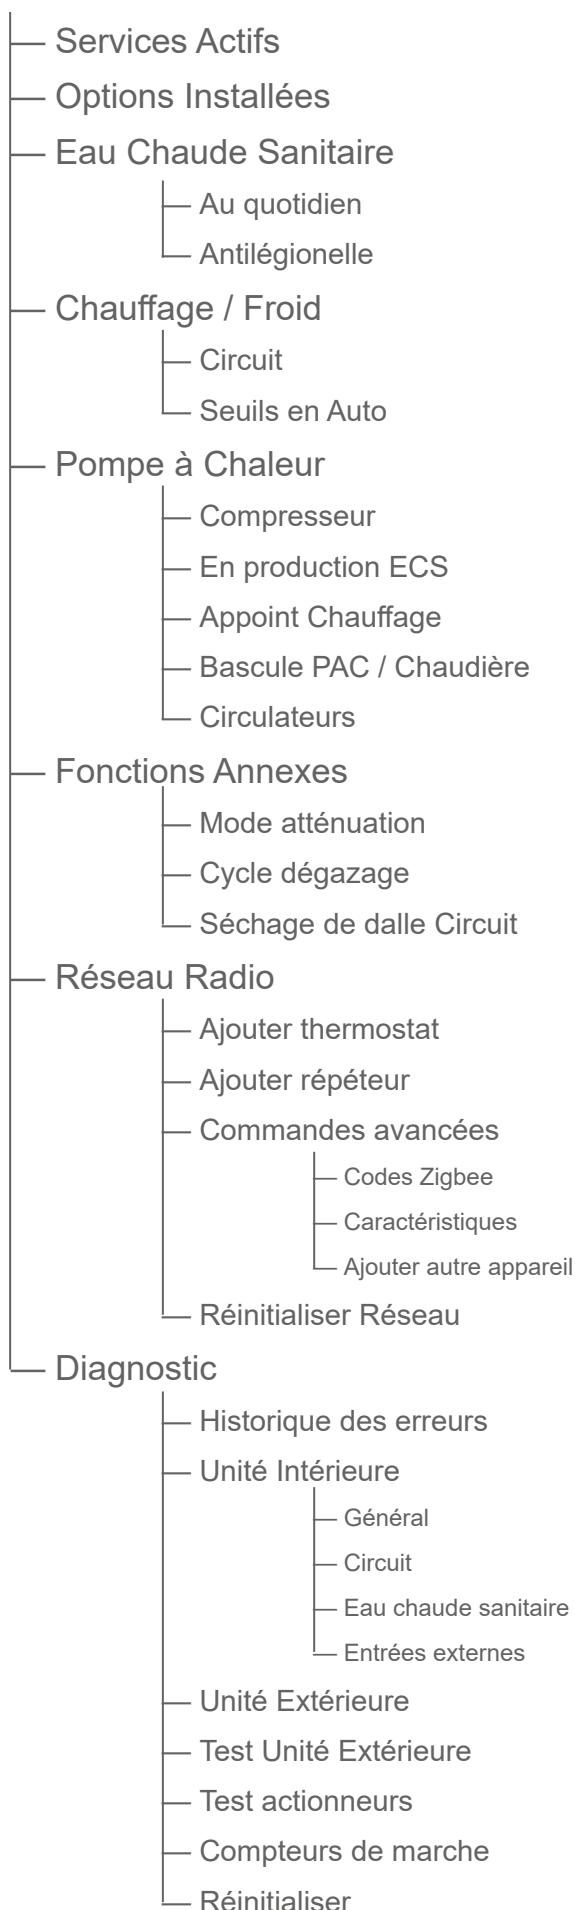 Services Actifs
Options Installées
Eau Chaude Sanitaire
Au quotidien
Antilégionelle
Chauffage / Froid
Circuit
Seuils en Auto
Pompe à Chaleur
Compresseur
En production ECS
Appoint Chauffage
Bascule PAC / Chaudière
Circulateurs
Fonctions Annexes
Mode atténuation
Cycle dégazage
Séchage de dalle Circuit
Réseau Radio
Ajouter thermostat
Ajouter répéteur
Commandes avancées
Codes Zigbee
Caractéristiques
Ajouter autre appareil
Réinitialiser Réseau
Diagnostic
Historique des erreurs
Unité Intérieure
Général
Circuit
Eau chaude sanitaire
Entrées externes
Unité Extérieure
Test Unité Extérieure
Test actionneurs
Compteurs de marche
Réinitialiser